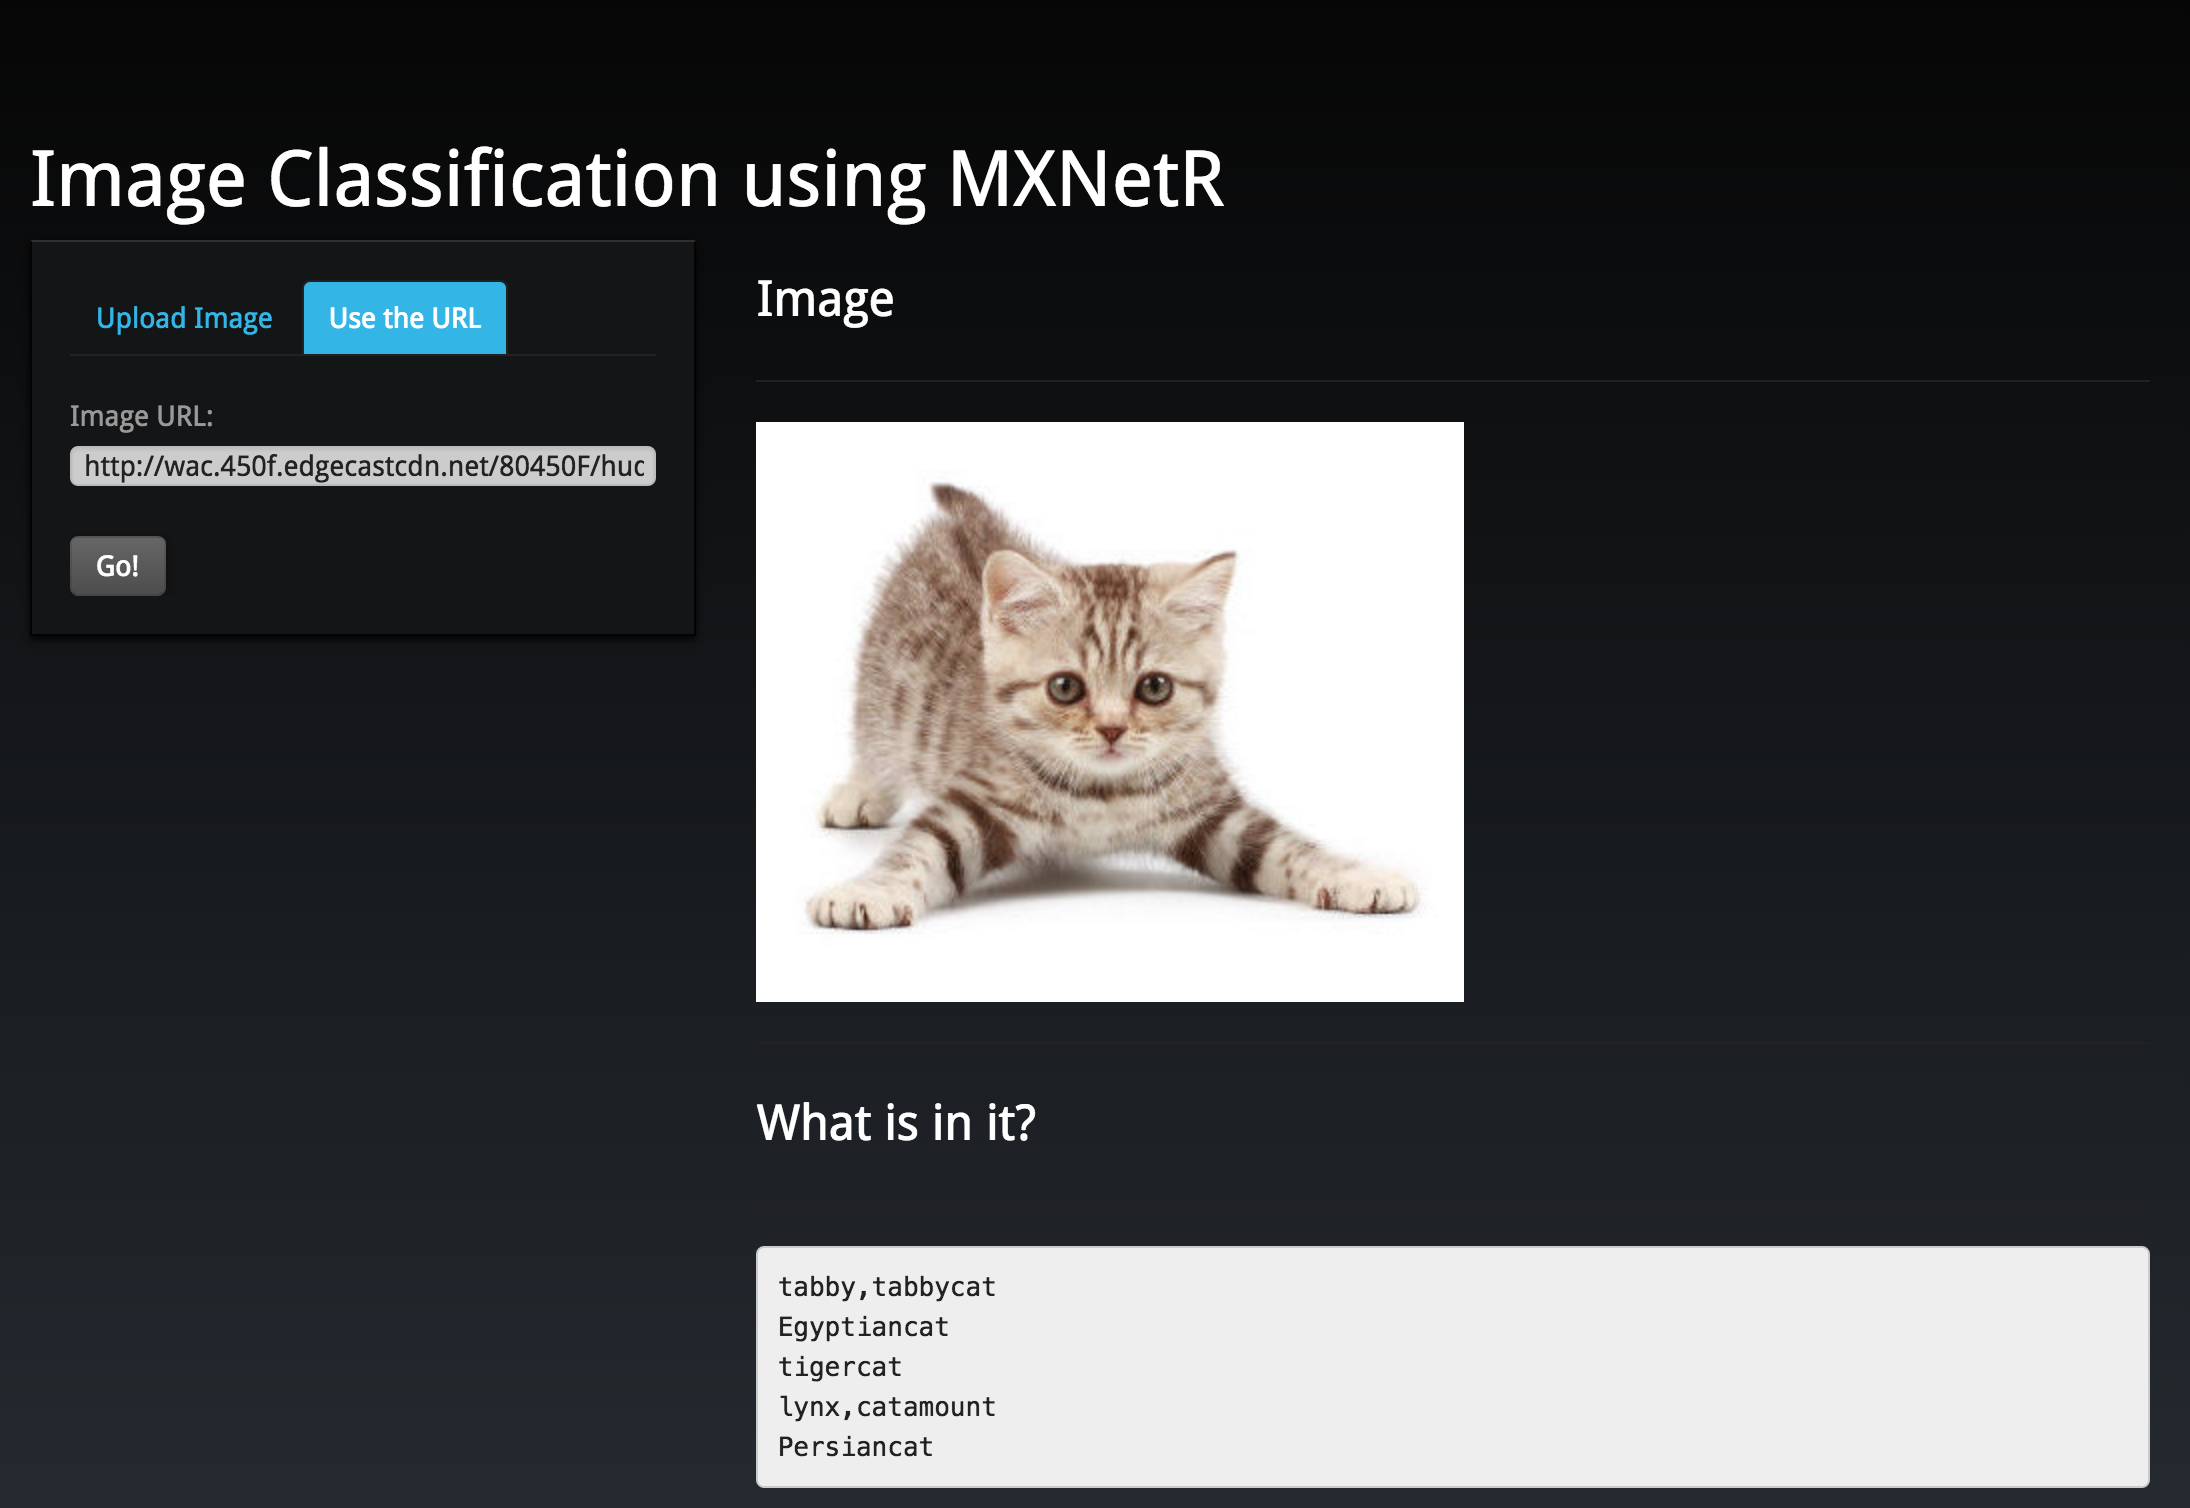 Image Classification using MXNetR
Upload Image
Use the URL
Image URL:
http://wac.450f.edgecastcdn.net/80450F/huc
Go!
Image
What is in it?
tabby,tabbycat
Egyptiancat
tigercat
lynx,catamount
Persiancat